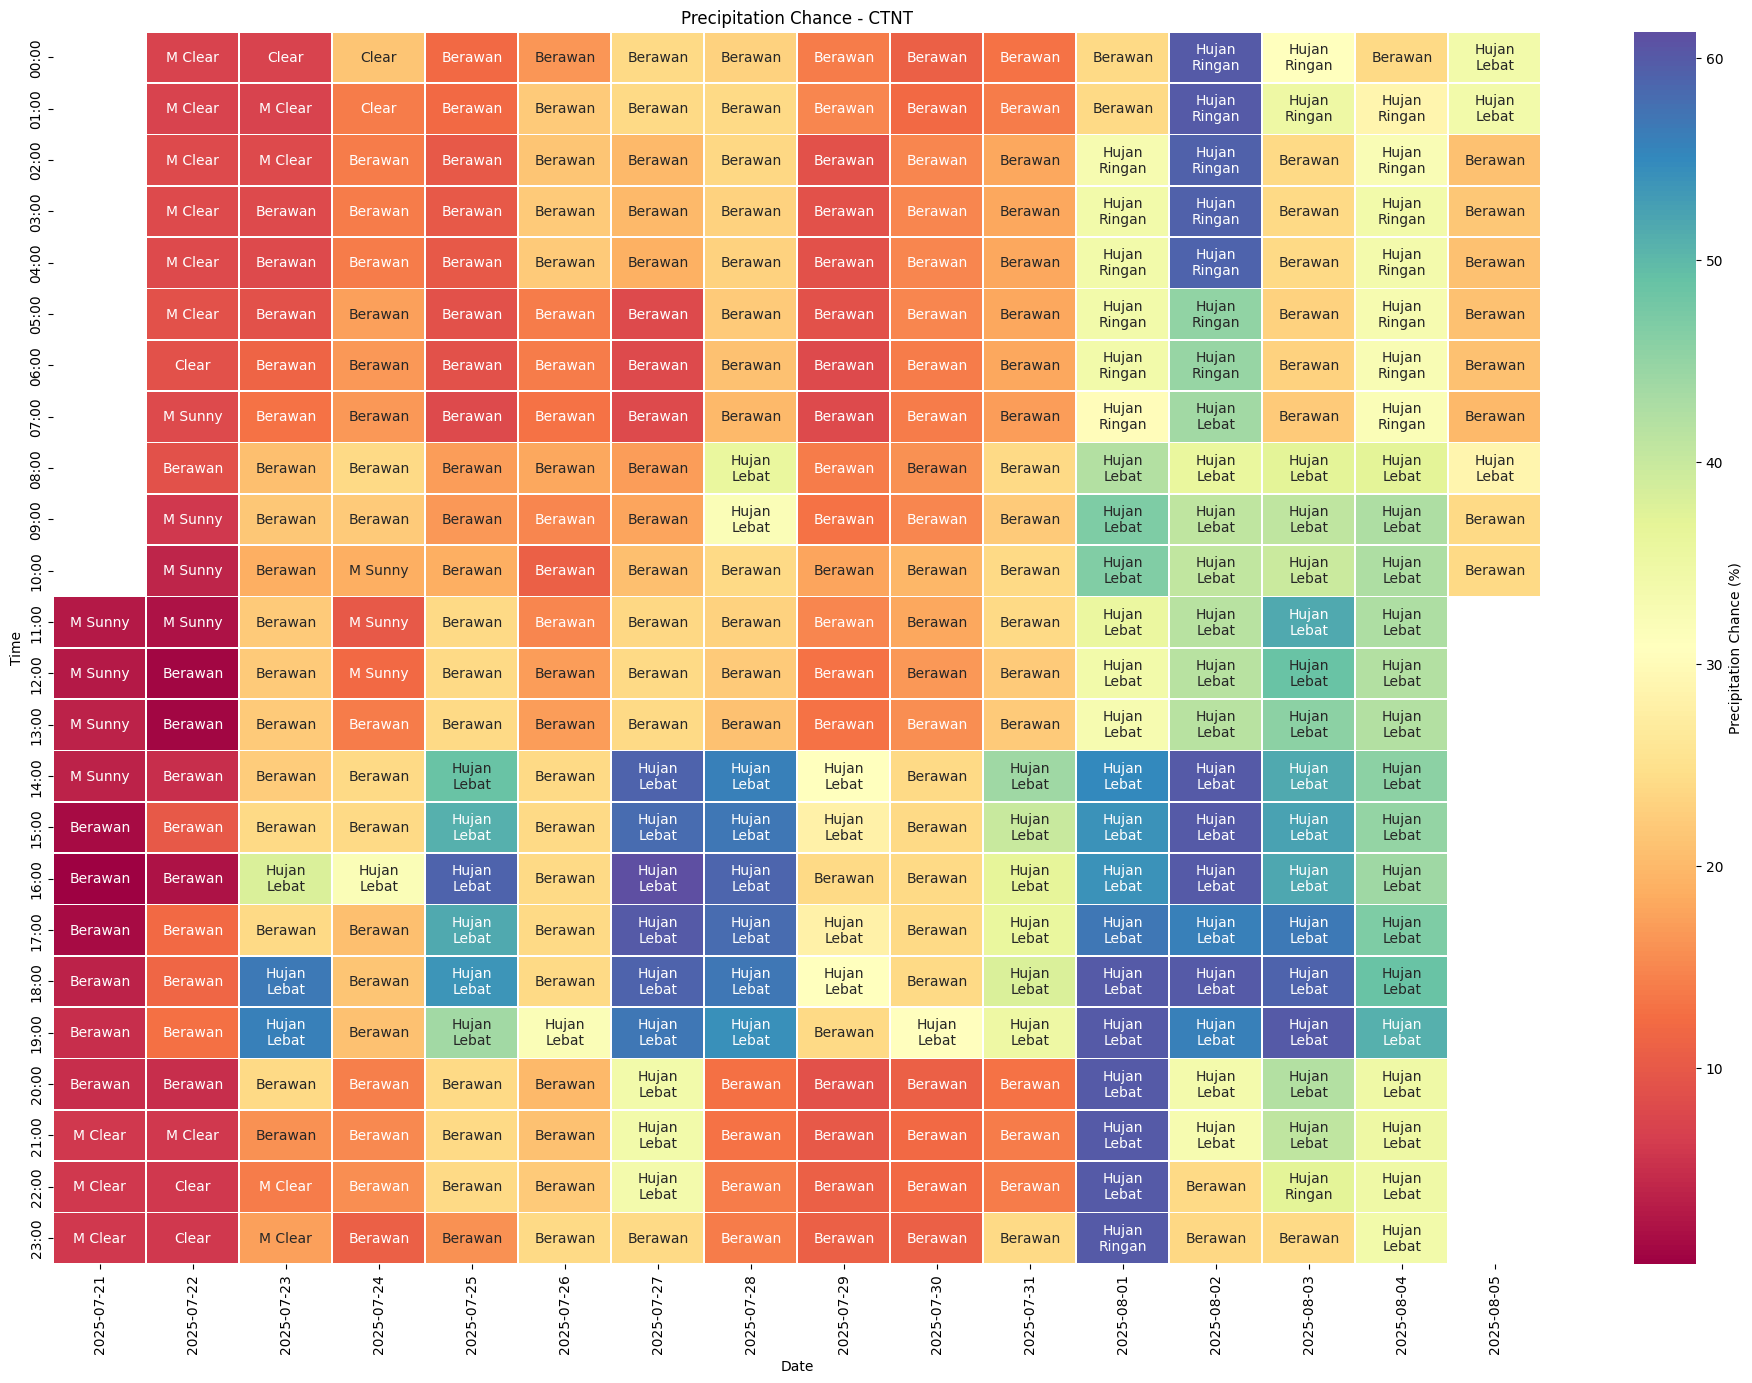 Precipitation Chance - CTNT
00:00 M Clear Clear Clear Berawan Berawan Berawan Berawan Berawan Berawan Berawan Berawan Hujan Ringan Hujan Ringan Berawan Hujan Lebat
01:00 M Clear M Clear Clear Berawan Berawan Berawan Berawan Berawan Berawan Berawan Berawan Hujan Ringan Hujan Ringan Hujan Ringan Hujan Lebat
02:00 M Clear M Clear Berawan Berawan Berawan Berawan Berawan Berawan Berawan Berawan Hujan Ringan Hujan Ringan Berawan Hujan Ringan Berawan
03:00 M Clear Berawan Berawan Berawan Berawan Berawan Berawan Berawan Berawan Berawan Hujan Ringan Hujan Ringan Berawan Hujan Ringan Berawan
04:00 M Clear Berawan Berawan Berawan Berawan Berawan Berawan Berawan Berawan Berawan Hujan Ringan Hujan Ringan Berawan Hujan Ringan Berawan
05:00 M Clear Berawan Berawan Berawan Berawan Berawan Berawan Berawan Berawan Berawan Hujan Ringan Hujan Ringan Berawan Hujan Ringan Berawan
06:00 Clear Berawan Berawan Berawan Berawan Berawan Berawan Berawan Berawan Berawan Hujan Ringan Hujan Ringan Berawan Hujan Ringan Berawan
07:00 M Sunny Berawan Berawan Berawan Berawan Berawan Berawan Berawan Berawan Berawan Hujan Ringan Hujan Lebat Berawan Hujan Ringan Berawan
08:00 Berawan Berawan Berawan Berawan Berawan Berawan Hujan Lebat Berawan Berawan Berawan Hujan Lebat Hujan Lebat Hujan Lebat Hujan Lebat Hujan Lebat
09:00 M Sunny Berawan Berawan Berawan Berawan Berawan Hujan Lebat Berawan Berawan Berawan Hujan Lebat Hujan Lebat Hujan Lebat Hujan Lebat Berawan
10:00 M Sunny Berawan M Sunny Berawan Berawan Berawan Berawan Berawan Berawan Berawan Hujan Lebat Hujan Lebat Hujan Lebat Hujan Lebat Berawan
11:00 M Sunny M Sunny Berawan M Sunny Berawan Berawan Berawan Berawan Berawan Berawan Berawan Hujan Lebat Hujan Lebat Hujan Lebat Hujan Lebat
12:00 M Sunny Berawan Berawan M Sunny Berawan Berawan Berawan Berawan Berawan Berawan Berawan Hujan Lebat Hujan Lebat Hujan Lebat Hujan Lebat
13:00 M Sunny Berawan Berawan Berawan Berawan Berawan Berawan Berawan Berawan Berawan Berawan Hujan Lebat Hujan Lebat Hujan Lebat Hujan Lebat
14:00 M Sunny Berawan Berawan Berawan Hujan Lebat Berawan Hujan Lebat Hujan Lebat Hujan Lebat Berawan Hujan Lebat Hujan Lebat Hujan Lebat Hujan Lebat Hujan Lebat
15:00 Berawan Berawan Berawan Berawan Hujan Lebat Berawan Hujan Lebat Hujan Lebat Hujan Lebat Berawan Hujan Lebat Hujan Lebat Hujan Lebat Hujan Lebat Hujan Lebat
16:00 Berawan Berawan Hujan Lebat Hujan Lebat Hujan Lebat Berawan Hujan Lebat Hujan Lebat Berawan Berawan Hujan Lebat Hujan Lebat Hujan Lebat Hujan Lebat Hujan Lebat
17:00 Berawan Berawan Berawan Berawan Hujan Lebat Berawan Hujan Lebat Hujan Lebat Hujan Lebat Berawan Hujan Lebat Hujan Lebat Hujan Lebat Hujan Lebat Hujan Lebat
18:00 Berawan Berawan Hujan Lebat Berawan Hujan Lebat Berawan Hujan Lebat Hujan Lebat Hujan Lebat Berawan Hujan Lebat Hujan Lebat Hujan Lebat Hujan Lebat Hujan Lebat
19:00 Berawan Berawan Hujan Lebat Berawan Hujan Lebat Hujan Lebat Hujan Lebat Hujan Lebat Berawan Hujan Lebat Hujan Lebat Hujan Lebat Hujan Lebat Hujan Lebat Hujan Lebat
20:00 Berawan Berawan Berawan Berawan Berawan Berawan Hujan Lebat Berawan Berawan Berawan Berawan Hujan Lebat Hujan Lebat Hujan Lebat Hujan Lebat
21:00 M Clear M Clear Berawan Berawan Berawan Berawan Hujan Lebat Berawan Berawan Berawan Berawan Hujan Lebat Hujan Lebat Hujan Lebat Hujan Lebat
22:00 M Clear Clear M Clear Berawan Berawan Berawan Hujan Lebat Berawan Berawan Berawan Berawan Hujan Lebat Berawan Hujan Ringan Hujan Lebat
23:00 M Clear Clear M Clear Berawan Berawan Berawan Berawan Berawan Berawan Berawan Berawan Hujan Ringan Berawan Berawan Hujan Lebat
Time
2025-07-21 2025-07-22 2025-07-23 2025-07-24 2025-07-25 2025-07-26 2025-07-27 2025-07-28 2025-07-29 2025-07-30 2025-07-31 2025-08-01 2025-08-02 2025-08-03 2025-08-04 2025-08-05
Date
60
50
40
30
20
10
Precipitation Chance (%)